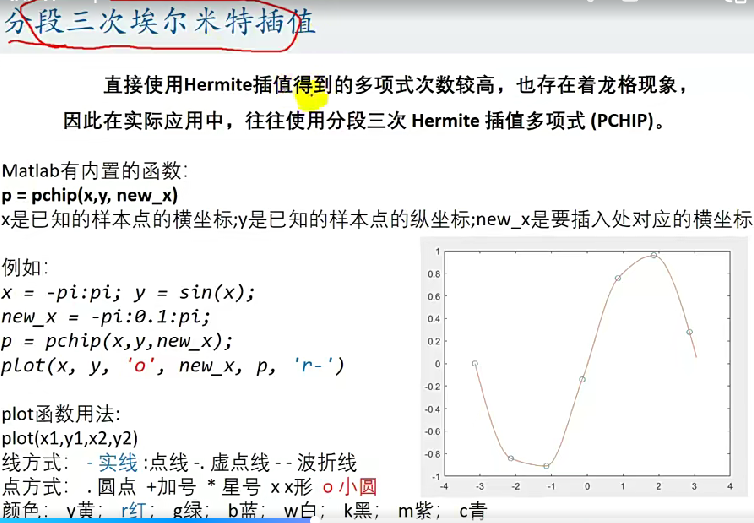 分段三次埃尔米特插值
直接使用Hermite插值得到的多项式次数较高，也存在着龙格现象，
因此在实际应用中，往往使用分段三次 Hermite 插值多项式 (PCHIP)。
Matlab有内置的函数：
p = pchip(x,y, new_x)
x是已知的样本点的横坐标;y是已知的样本点的纵坐标;new_x是要插入处对应的横坐标
例如：
x = -pi:pi; y = sin(x);
new_x = -pi:0.1:pi;
p = pchip(x,y,new_x);
plot(x, y, 'o', new_x, p, 'r-')
plot函数用法:
plot(x1,y1,x2,y2)
线方式： - 实线 :点线 -. 虚点线 - - 波折线
点方式： . 圆点 +加号 * 星号 x x形 o 小圆
颜色： y黄； r红； g绿； b蓝； w白； k黑； m紫； c青
1
0.8
0.6
0.4
0.2
0
-0.2
-0.4
-0.6
-0.8
-1
-4 -3 -2 -1 0 1 2 3 4